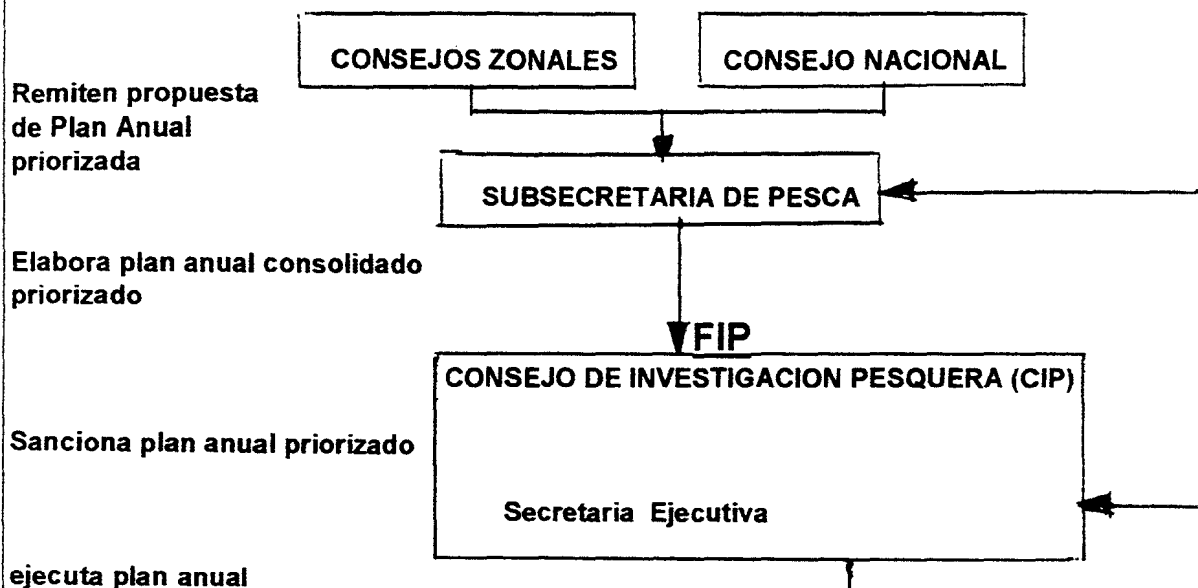 CONSEJOS ZONALES
CONSEJO NACIONAL
Remiten propuesta
de Plan Anual
priorizada
SUBSECRETARIA DE PESCA
Elabora plan anual consolidado
priorizado
FIP
CONSEJO DE INVESTIGACION PESQUERA (CIP)
Sanciona plan anual priorizado
Secretaria Ejecutiva
ejecuta plan anual